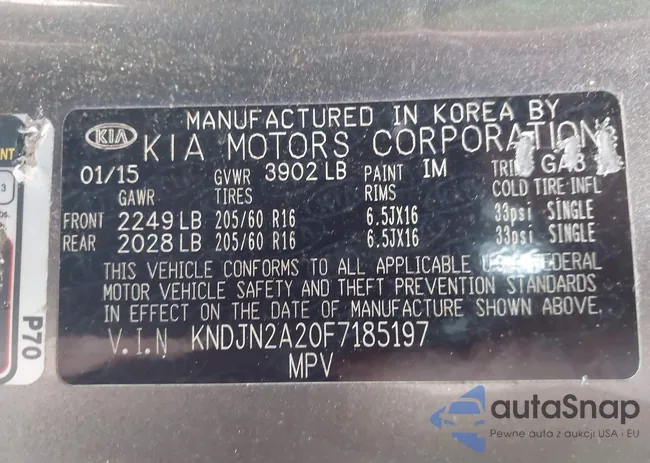 MANUFACTURED IN KOREA BY
KIA KIA MOTORS CORPORATION
01/15 GVWR 3902 LB PAINT IM TRIM GA8
GAWR TIRES RIMS COLD TIRE INFL
FRONT 2249 LB 205/60 R16 6.5JX16 33psi SINGLE
REAR 2028 LB 205/60 R16 6.5JX16 33psi SINGLE
THIS VEHICLE CONFORMS TO ALL APPLICABLE U.S. FEDERAL
MOTOR VEHICLE SAFETY AND THEFT PREVENTION STANDARDS
IN EFFECT ON THE DATE OF MANUFACTURE SHOWN ABOVE.
V.I.N KNDJN2A20F7185197
MPV
P70
autoSnap
Pewne auta z aukcji USA i EU